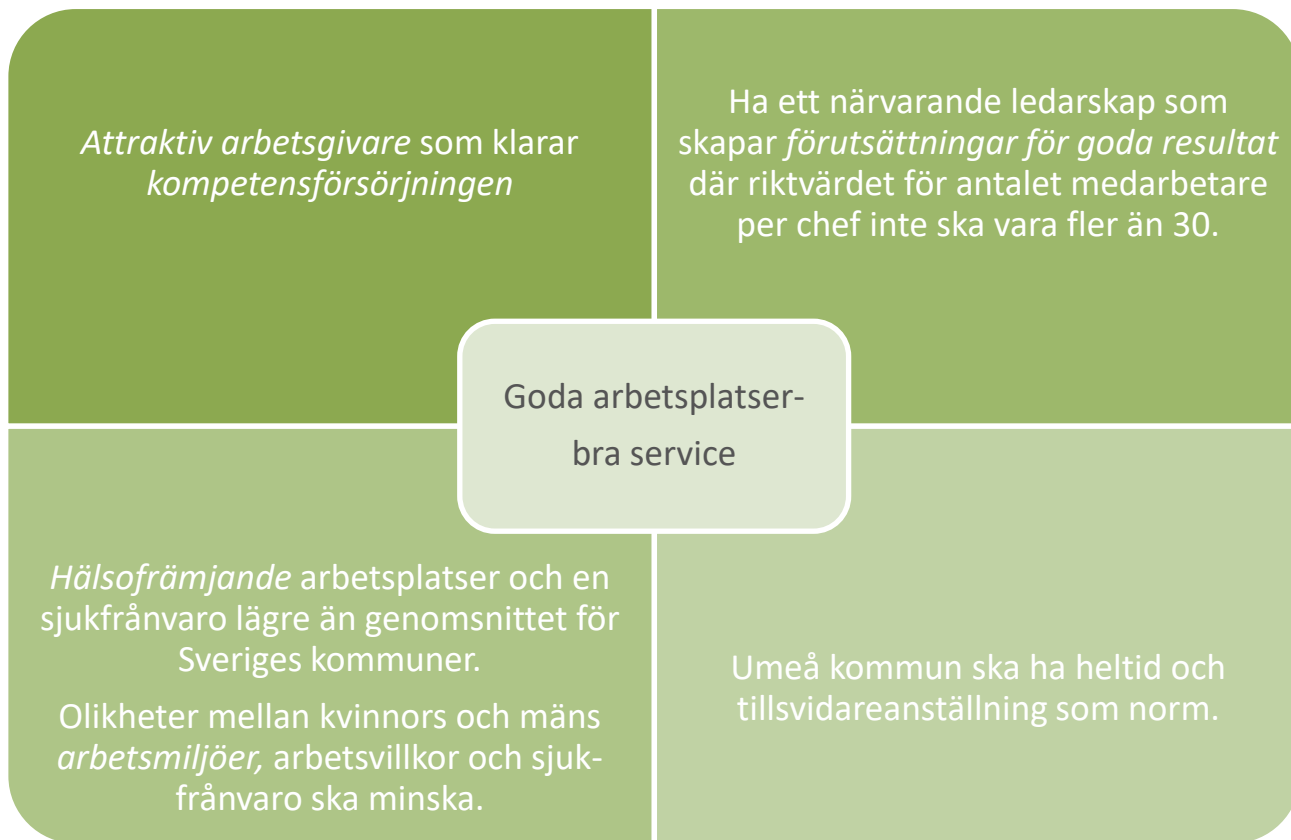 Attraktiv arbetsgivare som klarar
kompetensförsörjningen
Ha ett närvarande ledarskap som
skapar förutsättningar för goda resultat
där riktvärdet för antalet medarbetare
per chef inte ska vara fler än 30.
Goda arbetsplatser-
bra service
Hälsofrämjande arbetsplatser och en
sjukfrånvaro lägre än genomsnittet för
Sveriges kommuner.
Olikheter mellan kvinnors och mäns
arbetsmiljöer, arbetsvillkor och sjuk-
frånvaro ska minska.
Umeå kommun ska ha heltid och
tillsvidareanställning som norm.